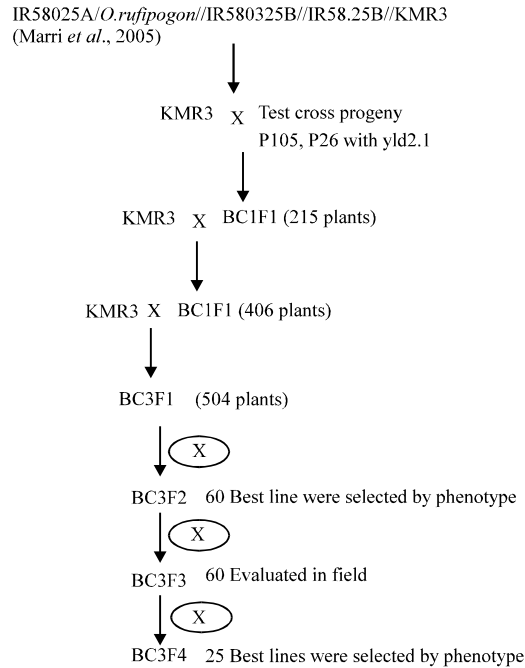 IR58025A/O.rufipogon//IR580325B//IR58.25B//KMR3
(Marri et al., 2005)
KMR3 X Test cross progeny
P105, P26 with yld2.1
KMR3 X BC1F1 (215 plants)
KMR3 X BC1F1 (406 plants)
BC3F1 (504 plants)
X
BC3F2 60 Best line were selected by phenotype
X
BC3F3 60 Evaluated in field
X
BC3F4 25 Best lines were selected by phenotype